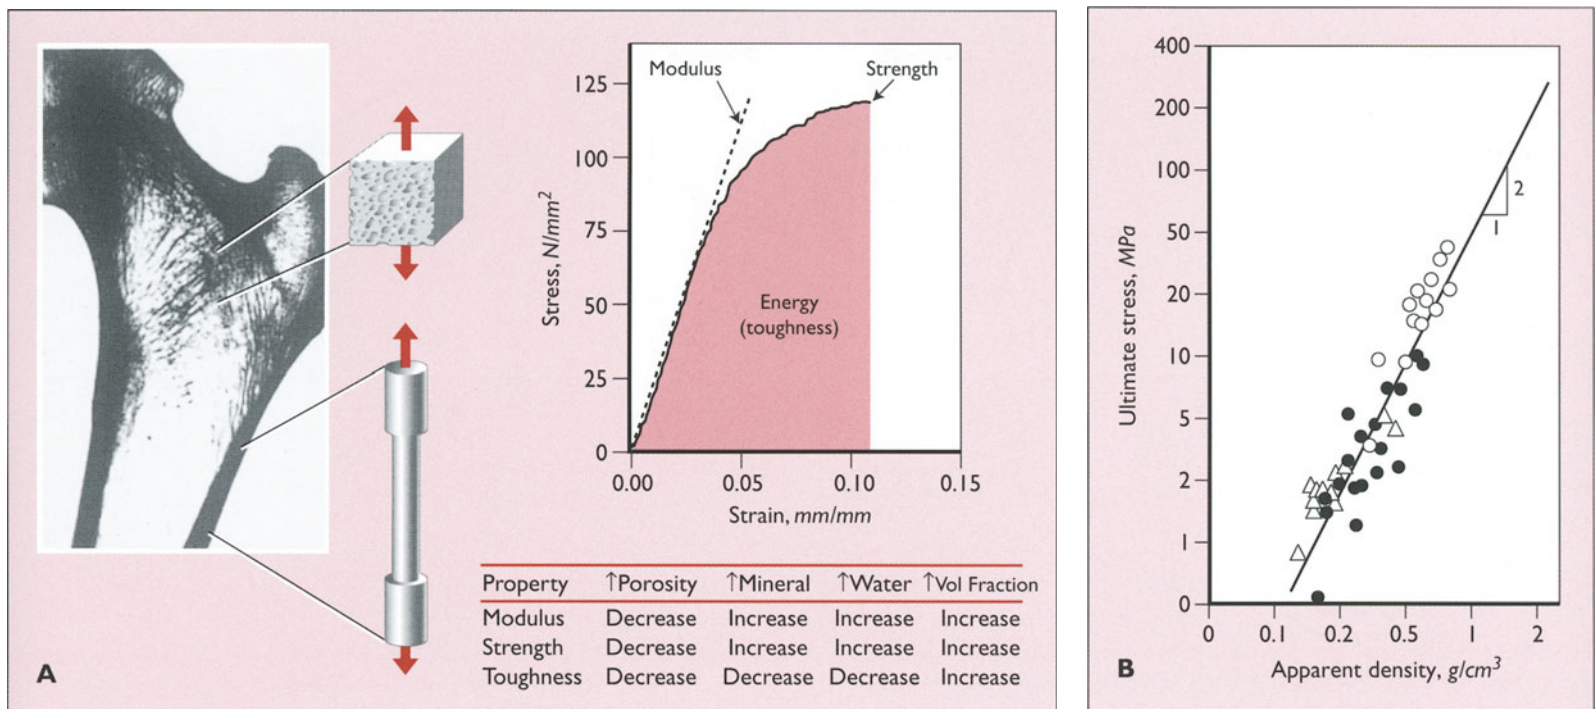 Modulus
Strength
Stress, N/mm²
125
100
75
50
25
0
Energy
(toughness)
0.00 0.05 0.10 0.15
Strain, mm/mm
Property ↑Porosity ↑Mineral ↑Water ↑Vol Fraction
Modulus Decrease Increase Increase Increase
Strength Decrease Increase Increase Increase
Toughness Decrease Decrease Decrease Increase
A
Ultimate stress, MPa
400
200
100
50
20
10
5
2
1
0
2
1
0 0.1 0.2 0.5 1 2
Apparent density, g/cm³
B